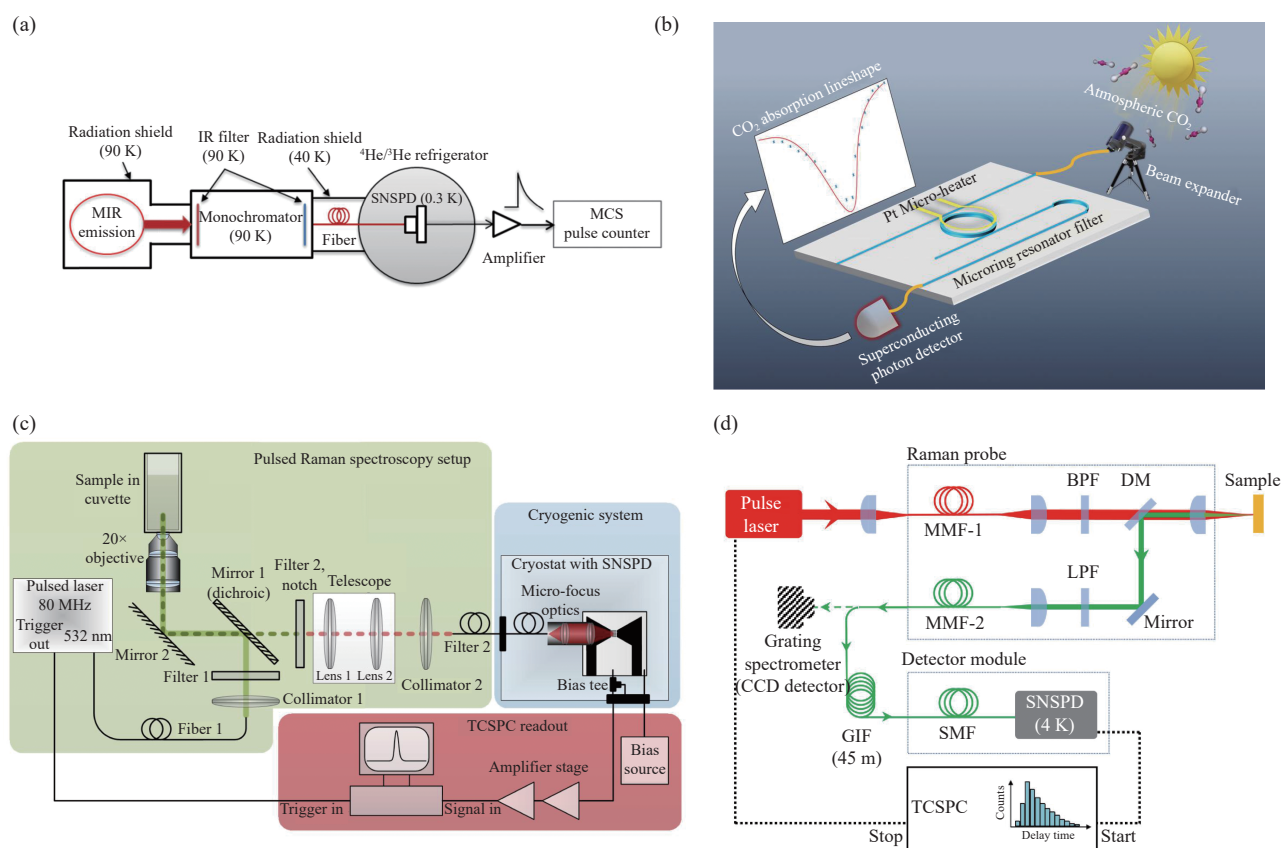 (a)
Radiation shield
(90 K)
IR filter
(90 K)
Radiation shield
(40 K)
⁴He/³He refrigerator
SNSPD (0.3 K)
MIR
emission
Monochromator
(90 K)
Fiber
Amplifier
MCS
pulse counter
(b)
CO₂ absorption lineshape
Atmospheric CO₂
Beam expander
Pt Micro-heater
Microring resonator filter
Superconducting
photon detector
(c)
Pulsed Raman spectroscopy setup
Sample in
cuvette
20×
objective
Pulsed laser
80 MHz
Trigger
out
532 nm
Mirror 1
(dichroic)
Mirror 2
Filter 2,
notch
Telescope
Lens 1
Lens 2
Filter 1
Collimator 1
Collimator 2
Fiber 1
Filter 2
Cryogenic system
Cryostat with SNSPD
Micro-focus
optics
Bias tee
TCSPC readout
Amplifier stage
Bias
source
Trigger in
Signal in
(d)
Raman probe
Pulse
laser
MMF-1
BPF
DM
Sample
MMF-2
LPF
Mirror
Grating
spectrometer
(CCD detector)
Detector module
GIF
(45 m)
SMF
SNSPD
(4 K)
TCSPC
Counts
Delay time
Stop
Start